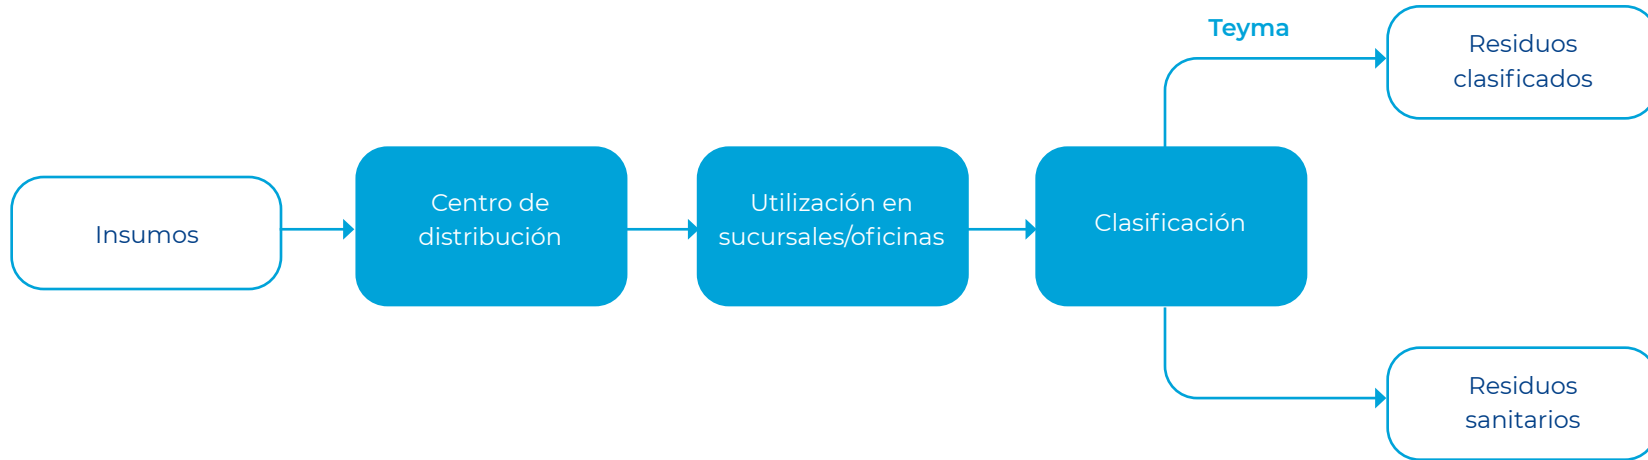 Teyma
Residuos
clasificados
Insumos
Centro de
distribución
Utilización en
sucursales/oficinas
Clasificación
Residuos
sanitarios